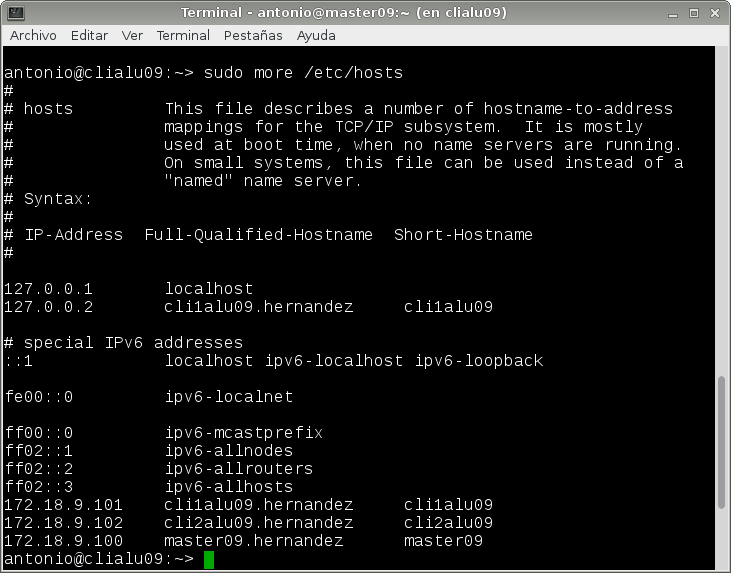 Terminal - antonio@master09:~ (en clialu09)
Archivo Editar Ver Terminal Pestañas Ayuda
antonio@clialu09:~> sudo more /etc/hosts
#
# hosts         This file describes a number of hostname-to-address
#               mappings for the TCP/IP subsystem.  It is mostly
#               used at boot time, when no name servers are running.
#               On small systems, this file can be used instead of a
#               "named" name server.
# Syntax:
#
# IP-Address  Full-Qualified-Hostname  Short-Hostname
#
127.0.0.1       localhost
127.0.0.2       cli1alu09.hernandez     cli1alu09
# special IPv6 addresses
::1             localhost ipv6-localhost ipv6-loopback
fe00::0         ipv6-localnet
ff00::0         ipv6-mcastprefix
ff02::1         ipv6-allnodes
ff02::2         ipv6-allrouters
ff02::3         ipv6-allhosts
172.18.9.101    cli1alu09.hernandez     cli1alu09
172.18.9.102    cli2alu09.hernandez     cli2alu09
172.18.9.100    master09.hernandez      master09
antonio@clialu09:~>